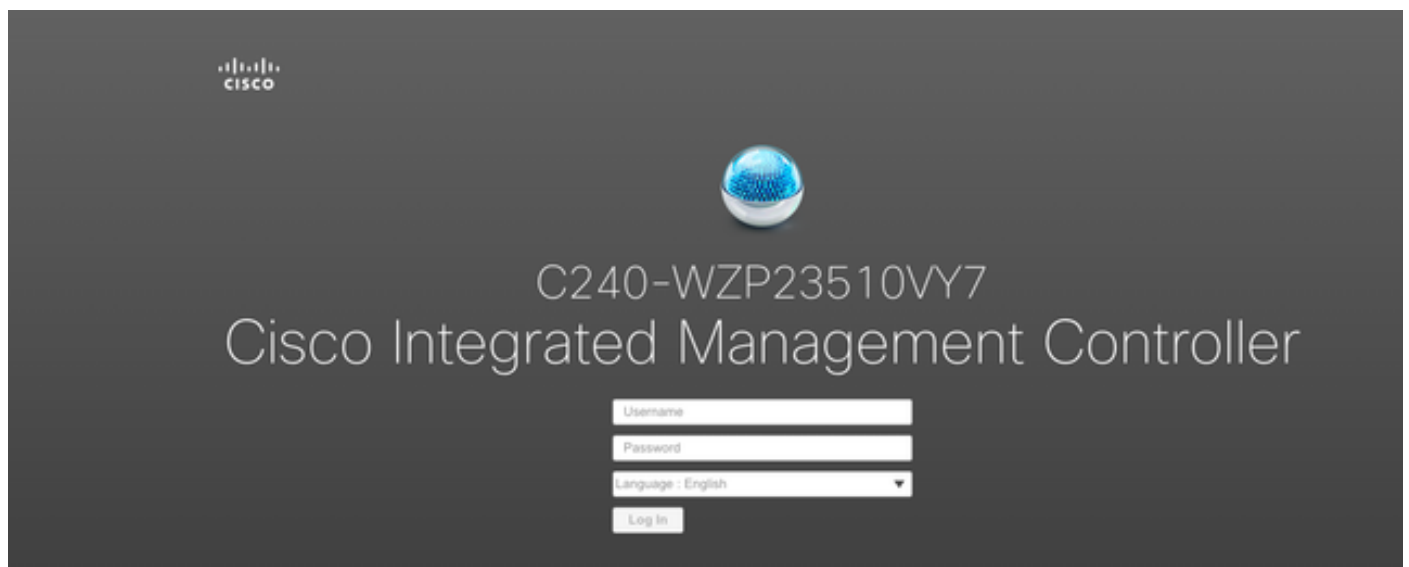 CISCO
C240-WZP23510VY7
Cisco Integrated Management Controller
Username
Password
Language : English
Log In